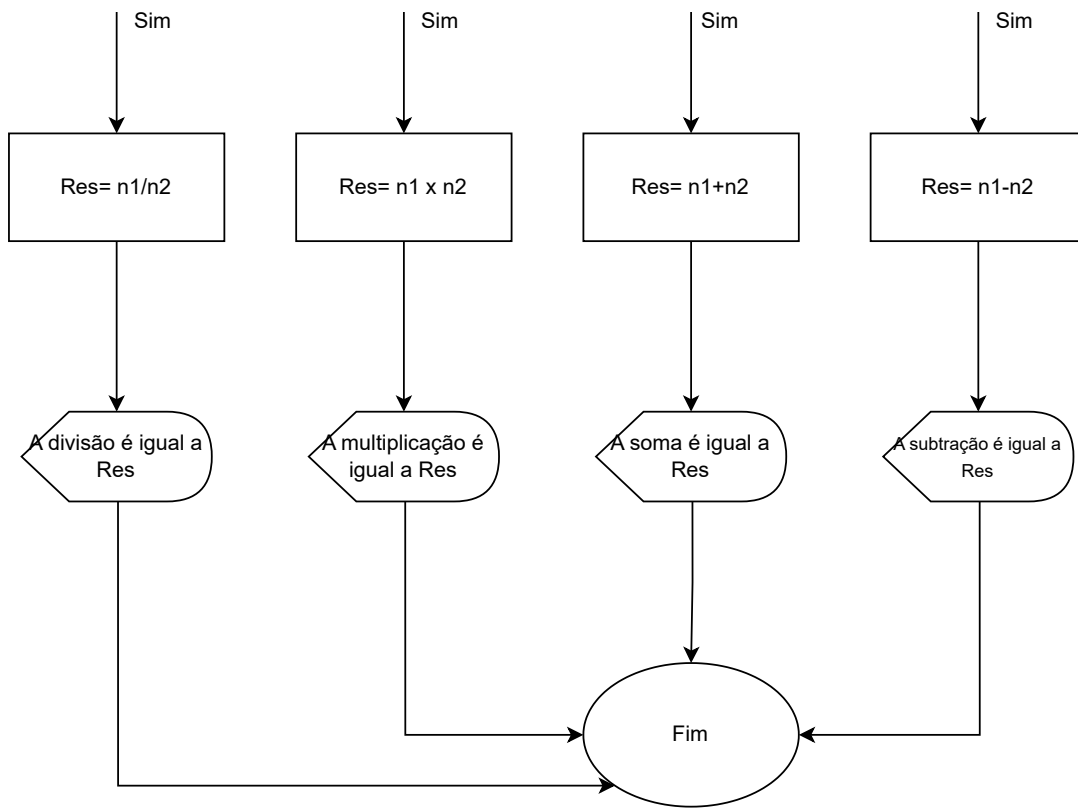 Sim
Sim
Sim
Sim
Res= n1/n2
Res= n1 x n2
Res= n1+n2
Res= n1-n2
A divisão é igual a
Res
A multiplicação é
igual a Res
A soma é igual a
Res
A subtração é igual a
Res
Fim